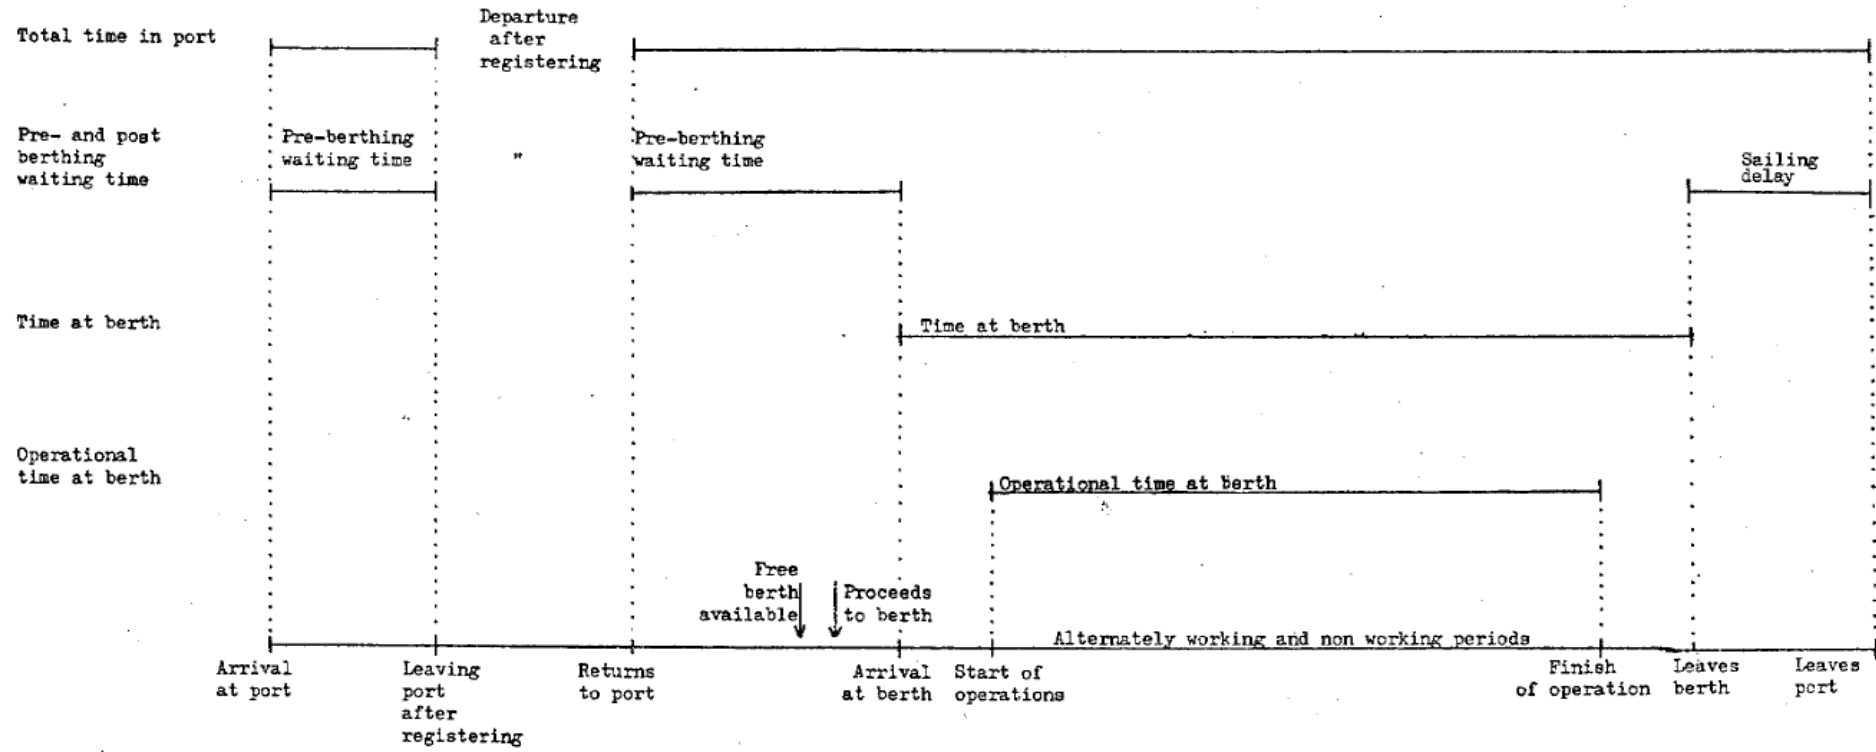 Total time in port
Departure
after
registering
Pre- and post
berthing
waiting time
Pre-berthing
waiting time
"
Pre-berthing
waiting time
Sailing
delay
Time at berth
Time at berth
Operational
time at berth
Operational time at berth
Free
berth
available
Proceeds
to berth
Alternately working and non working periods
Arrival
at port
Leaving
port
after
registering
Returns
to port
Arrival
at berth
Start of
operations
Finish
of operation
Leaves
berth
Leaves
port